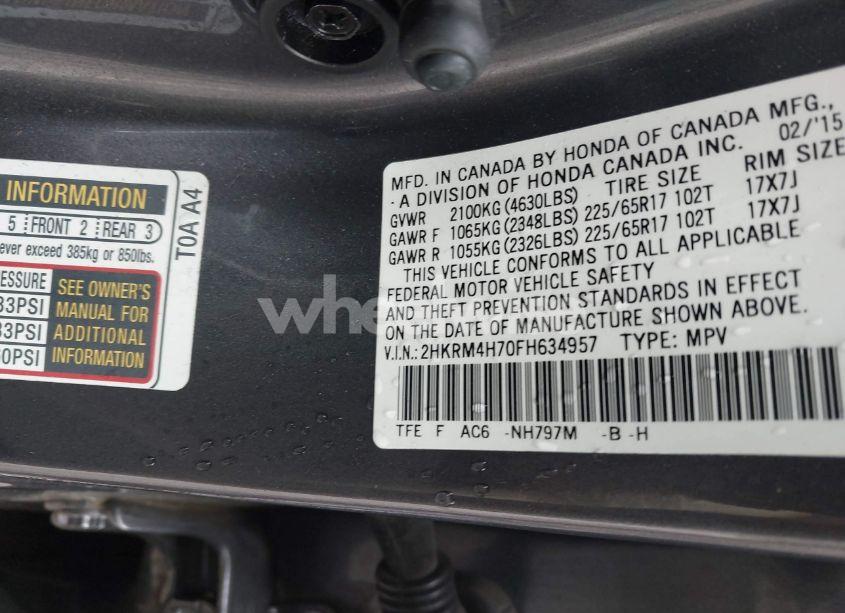 INFORMATION
5 FRONT 2 REAR 3
ever exceed 385kg or 850lbs.
PRESSURE
33PSI
33PSI
60PSI
SEE OWNER'S
MANUAL FOR
ADDITIONAL
INFORMATION
T0A A4
MFD. IN CANADA BY HONDA OF CANADA MFG.,
- A DIVISION OF HONDA CANADA INC. 02/'15
GVWR 2100KG(4630LBS) TIRE SIZE RIM SIZE
GAWR F 1065KG(2348LBS) 225/65R17 102T 17X7J
GAWR R 1055KG(2326LBS) 225/65R17 102T 17X7J
THIS VEHICLE CONFORMS TO ALL APPLICABLE
FEDERAL MOTOR VEHICLE SAFETY
AND THEFT PREVENTION STANDARDS IN EFFECT
ON THE DATE OF MANUFACTURE SHOWN ABOVE.
V.I.N.: 2HKRM4H70FH634957 TYPE: MPV
TFE F AC6 -NH797M -B -H